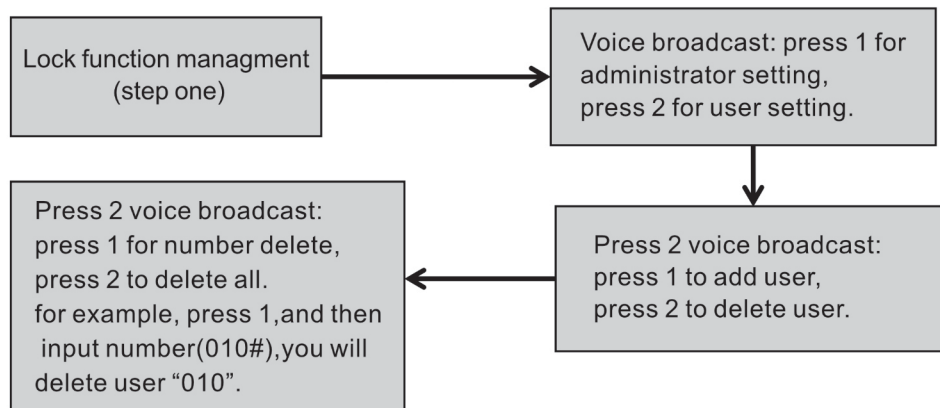 Lock function managment
(step one)
Voice broadcast: press 1 for
administrator setting,
press 2 for user setting.
Press 2 voice broadcast:
press 1 to add user,
press 2 to delete user.
Press 2 voice broadcast:
press 1 for number delete,
press 2 to delete all.
for example, press 1,and then
input number(010#),you will
delete user “010”.